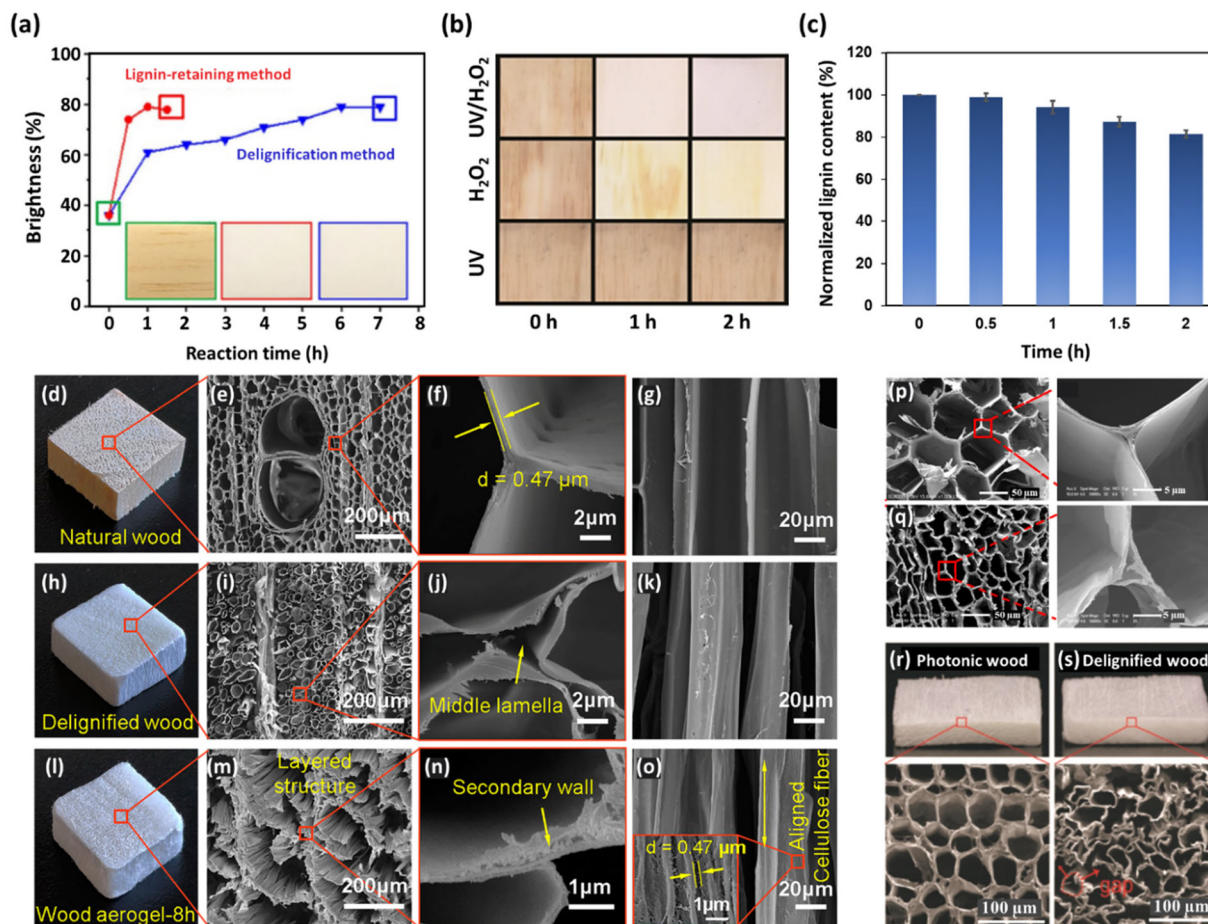 (a)
100
80
60
40
20
0
Brightness (%)
Lignin-retaining method
Delignification method
0 1 2 3 4 5 6 7 8
Reaction time (h)
(b)
UV/H₂O₂
H₂O₂
UV
0 h 1 h 2 h
(c)
120
100
80
60
40
20
0
Normalized lignin content (%)
0 0.5 1 1.5 2
Time (h)
(d)
Natural wood
(e)
200μm
(f)
d = 0.47 μm
2μm
(g)
20μm
(h)
Delignified wood
(i)
200μm
(j)
Middle lamella
2μm
(k)
20μm
(l)
Wood aerogel-8h
(m)
Layered
structure
200μm
(n)
Secondary wall
1μm
(o)
d = 0.47 μm
1μm
Aligned
Cellulose fiber
20μm
(p)
50 μm
5 μm
(q)
50 μm
5 μm
(r) Photonic wood
100 μm
(s) Delignified wood
gap
100 μm